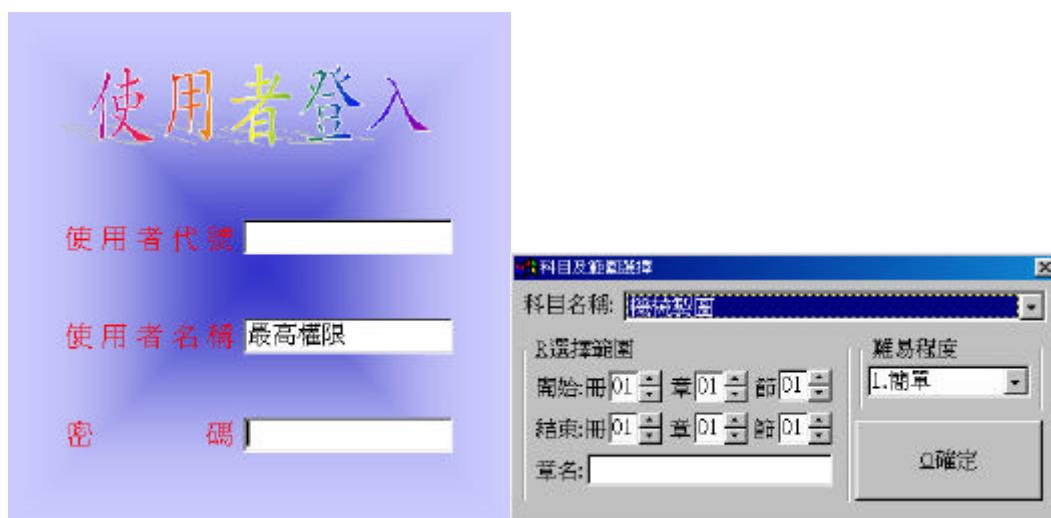 使用者登入
使用者代號
使用者名稱 最高權限
密 碼
科目及範圍選擇
科目名稱: 機械製圖
R選擇範圍
開始:冊 01 章 01 節 01
結束:冊 01 章 01 節 01
章名:
難易程度
1.簡單
O確定